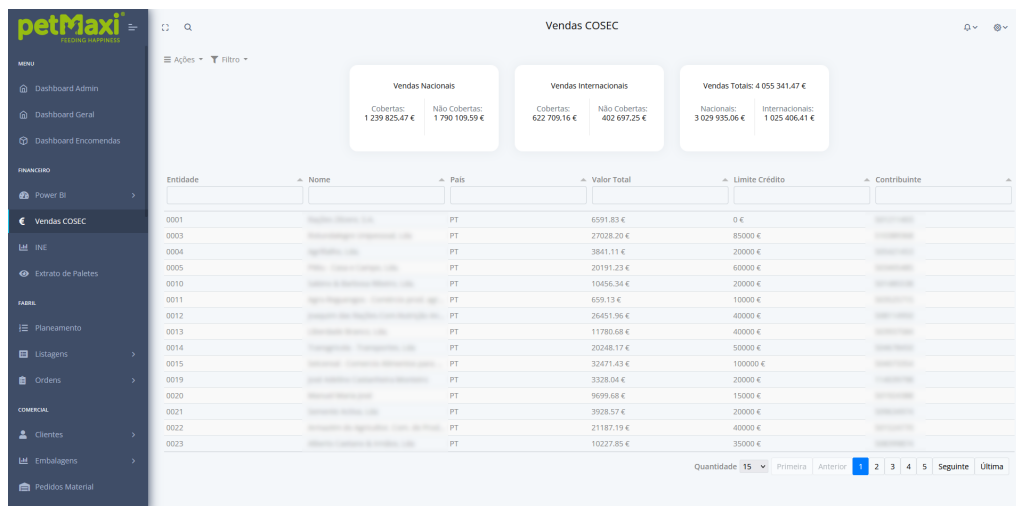 petMaxi
FEEDING HAPPINESS
Vendas COSEC
MENU
Dashboard Admin
Dashboard Geral
Dashboard Encomendas
FINANCEIRO
Power BI
Vendas COSEC
INE
Extrato de Paletes
FABRIL
Planeamento
Listagens
Ordens
COMERCIAL
Clientes
Embalagens
Pedidos Material
Ações Filtro
Vendas Nacionais
Cobertas: Não Cobertas:
1 239 825,47 € 1 790 109,59 €
Vendas Internacionais
Cobertas: Não Cobertas:
622 709,16 € 402 697,25 €
Vendas Totais: 4 055 341,47 €
Nacionais: Internacionais:
3 029 935,06 € 1 025 406,41 €
Entidade Nome País Valor Total Limite Crédito Contribuinte
0001 PT 6591.83 € 0 €
0003 PT 27028.20 € 85000 €
0004 PT 3841.11 € 20000 €
0005 PT 20191.23 € 60000 €
0010 PT 10456.34 € 20000 €
0011 PT 659.13 € 10000 €
0012 PT 26451.96 € 40000 €
0013 PT 11780.68 € 40000 €
0014 PT 20248.17 € 50000 €
0015 PT 32471.43 € 100000 €
0019 PT 3328.04 € 20000 €
0020 PT 9699.68 € 15000 €
0021 PT 3928.57 € 20000 €
0022 PT 21187.19 € 40000 €
0023 PT 10227.85 € 35000 €
Quantidade 15 Primeira Anterior 1 2 3 4 5 Seguinte Última